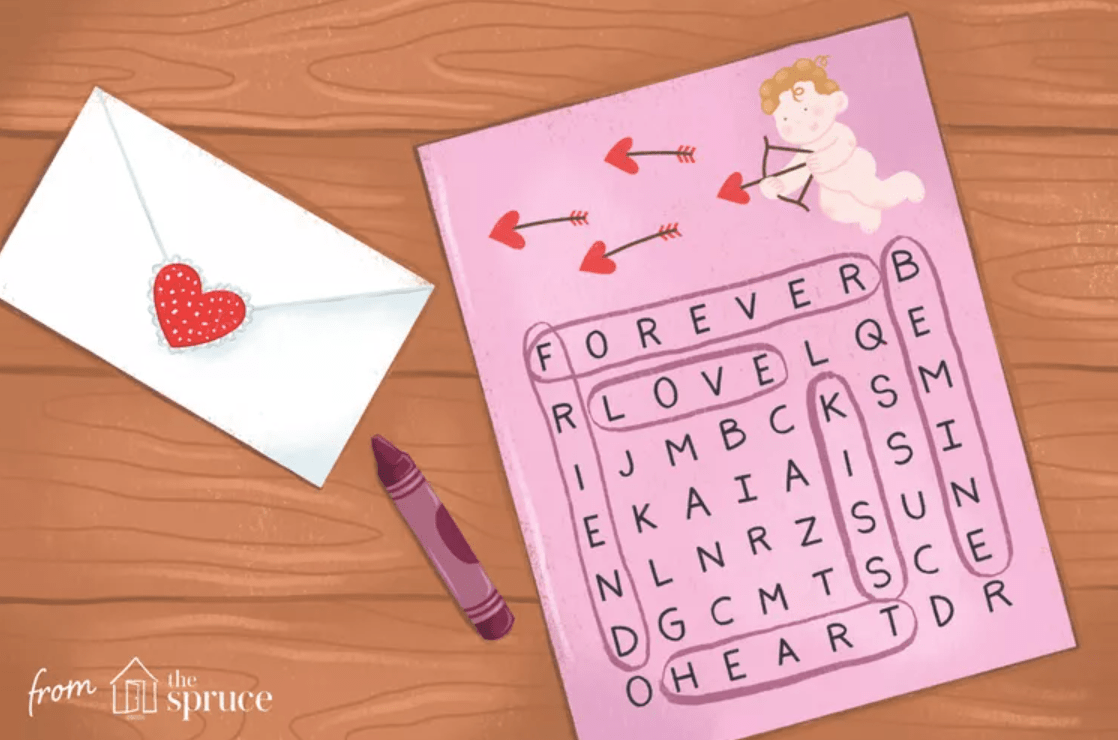 F O R E V E R B
R L O V E L Q E
I J M B C K S M
E K A I A I S I
N L N R Z S U N
D G C M T S C E
O H E A R T D R
from the spruce